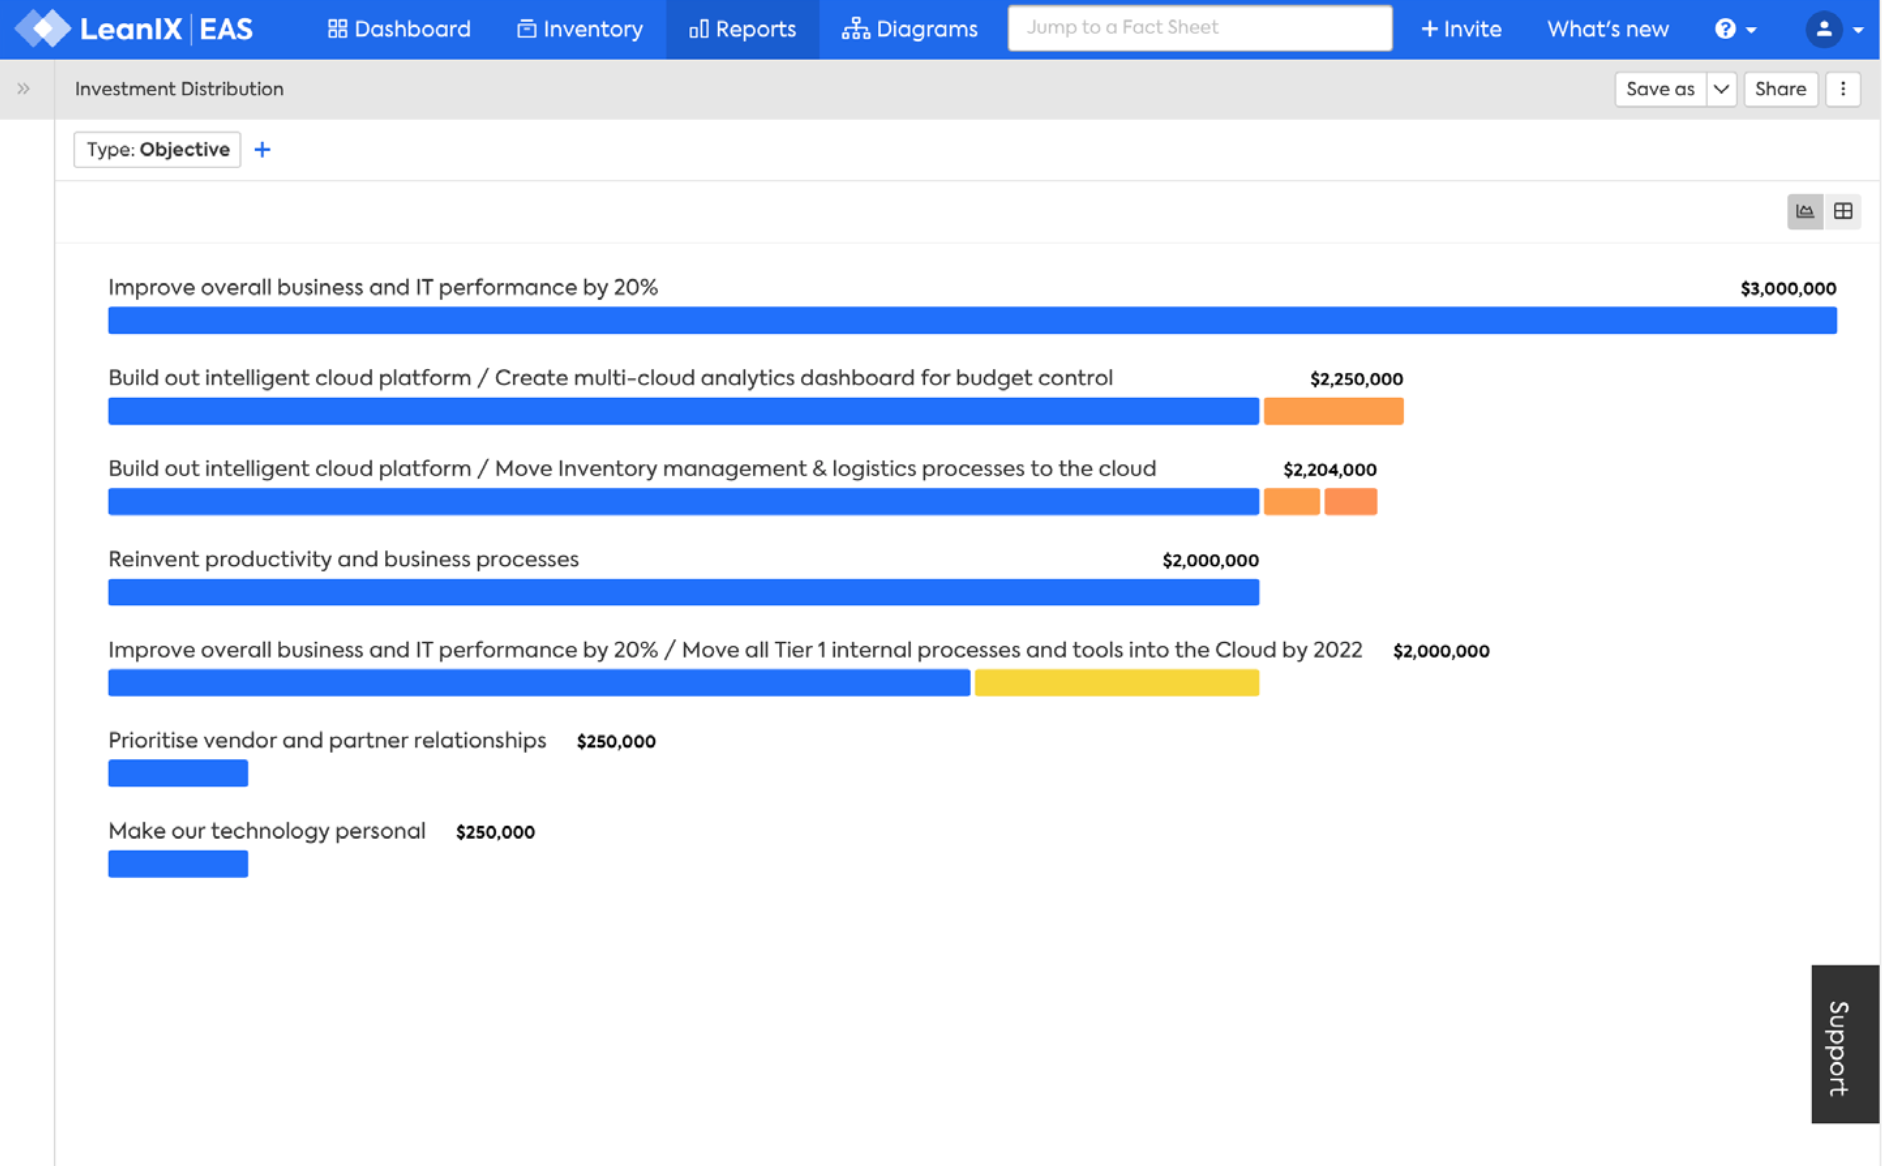 LeanIX EAS Dashboard Inventory Reports Diagrams Jump to a Fact Sheet + Invite What's new
Investment Distribution Save as Share
Type: Objective +
Improve overall business and IT performance by 20% $3,000,000
Build out intelligent cloud platform / Create multi-cloud analytics dashboard for budget control $2,250,000
Build out intelligent cloud platform / Move Inventory management & logistics processes to the cloud $2,204,000
Reinvent productivity and business processes $2,000,000
Improve overall business and IT performance by 20% / Move all Tier 1 internal processes and tools into the Cloud by 2022 $2,000,000
Prioritise vendor and partner relationships $250,000
Make our technology personal $250,000
Support